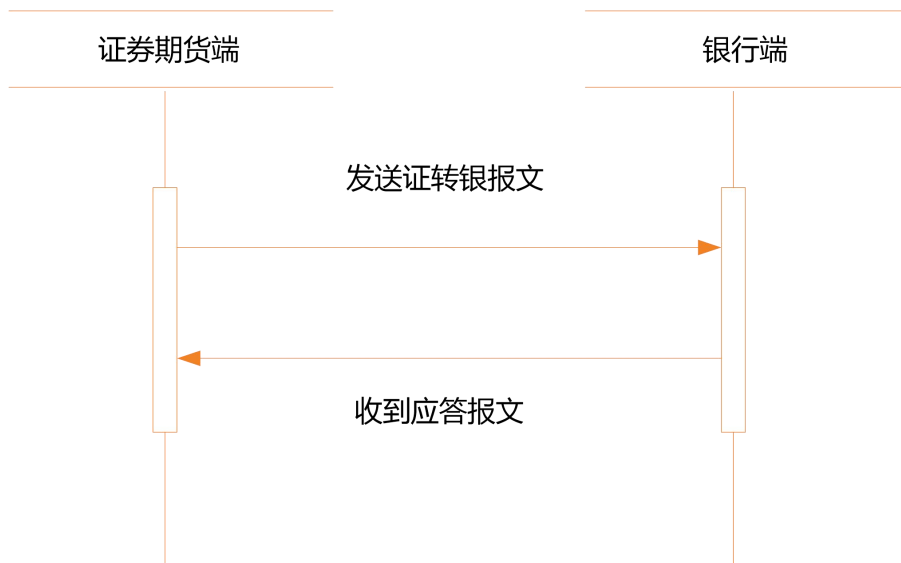 证券期货端
银行端
发送证转银报文
收到应答报文